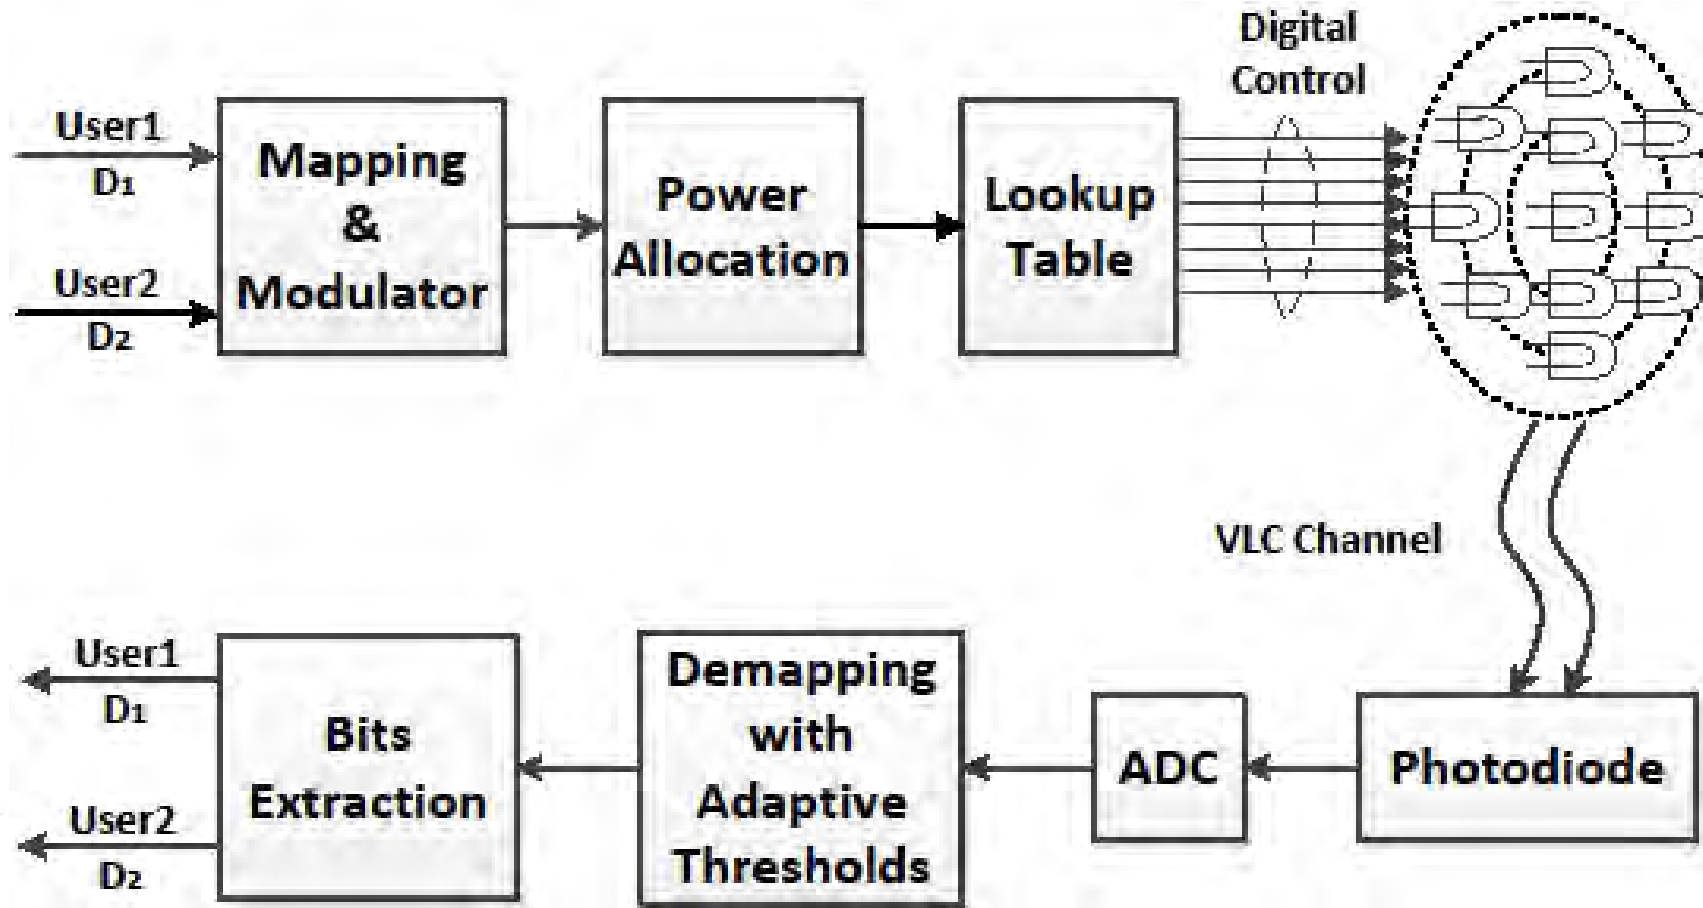 User1
D1
User2
D2
Mapping
&
Modulator
Power
Allocation
Lookup
Table
Digital
Control
VLC Channel
Photodiode
ADC
Demapping
with
Adaptive
Thresholds
Bits
Extraction
User1
D1
User2
D2